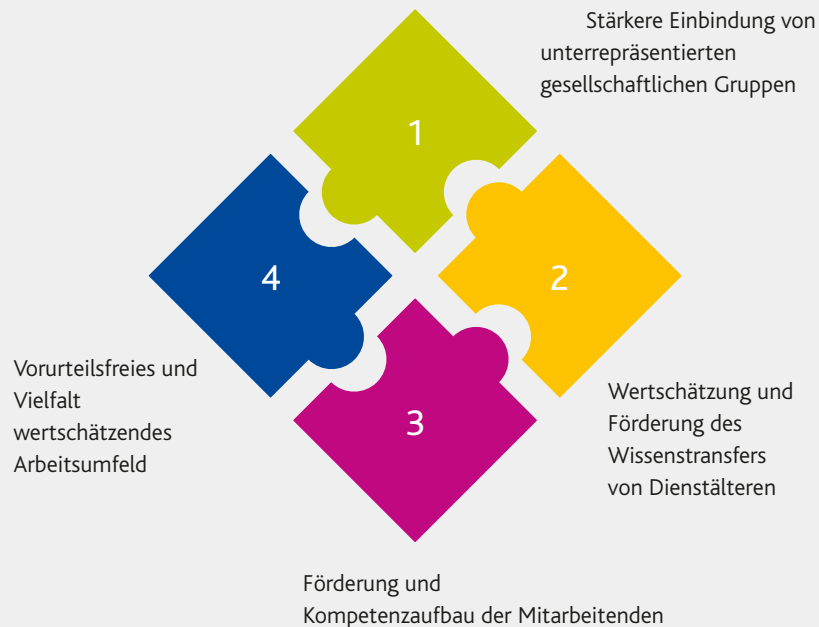 1
Stärkere Einbindung von
unterrepräsentierten
gesellschaftlichen Gruppen
2
Wertschätzung und
Förderung des
Wissenstransfers
von Dienstälteren
3
Förderung und
Kompetenzaufbau der Mitarbeitenden
4
Vorurteilsfreies und
Vielfalt
wertschätzendes
Arbeitsumfeld